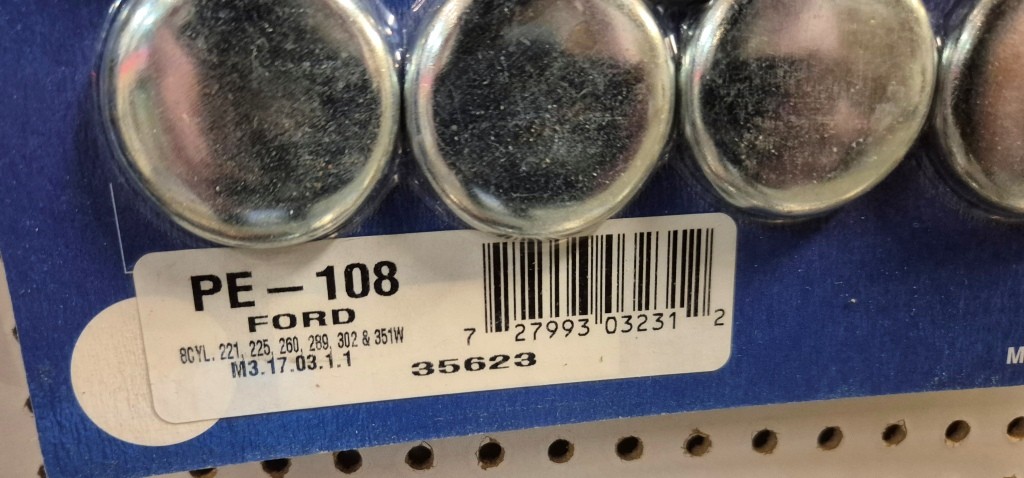 PE – 108
FORD
8CYL. 221, 225, 260, 289, 302 & 351W
M3.17.03.1.1
7 27993 03231 2
35623
M